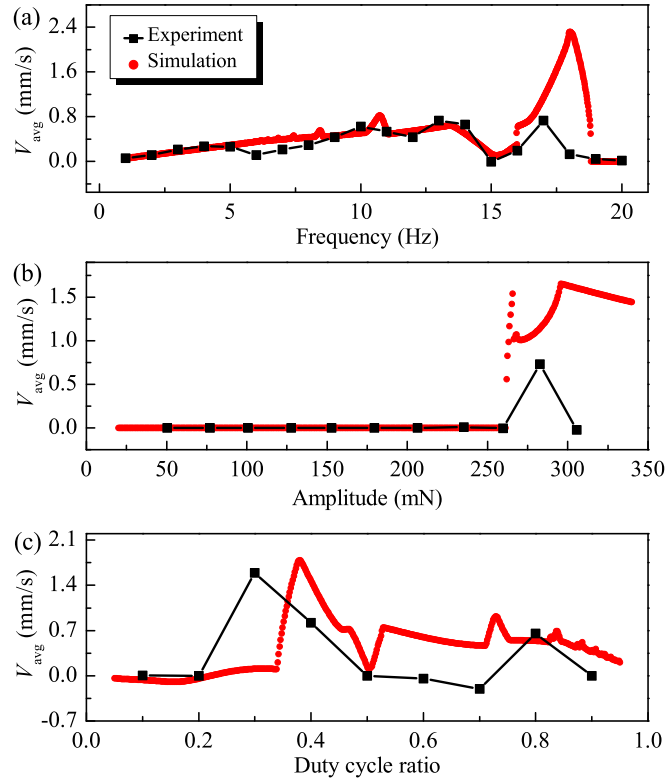 (a)
Experiment
Simulation
2.4
1.6
0.8
0.0
V_avg (mm/s)
0 5 10 15 20
Frequency (Hz)
(b)
1.5
1.0
0.5
0.0
V_avg (mm/s)
0 50 100 150 200 250 300 350
Amplitude (mN)
(c)
2.1
1.4
0.7
0.0
-0.7
V_avg (mm/s)
0.0 0.2 0.4 0.6 0.8 1.0
Duty cycle ratio